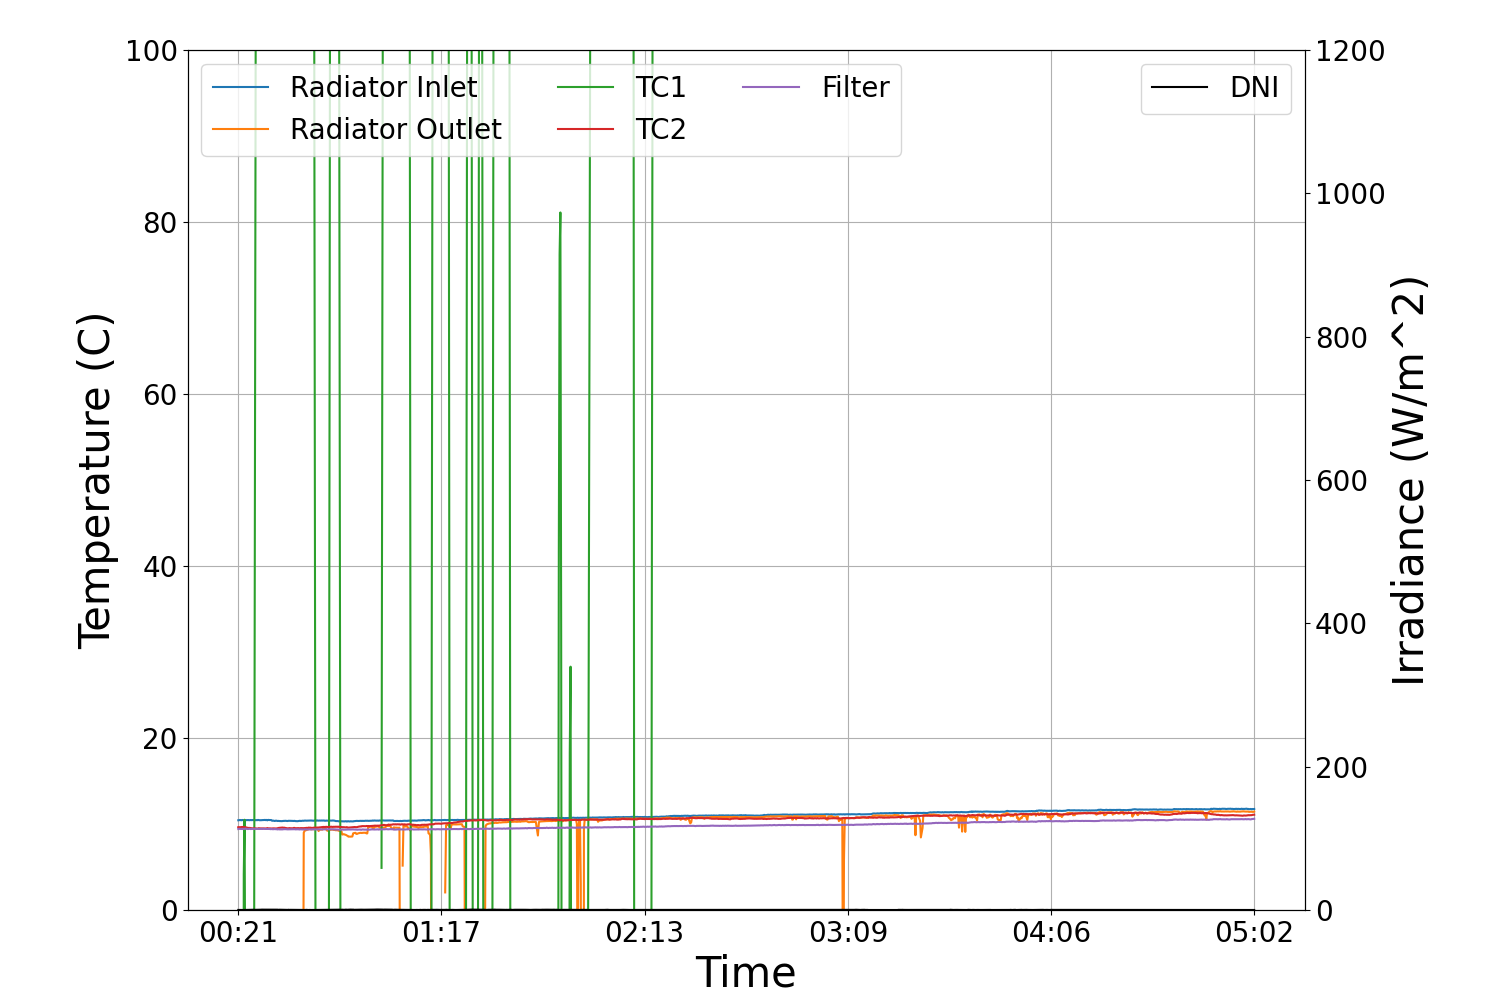 100
80
60
40
20
0
Temperature (C)
Radiator Inlet
Radiator Outlet
TC1
TC2
Filter
DNI
1200
1000
800
600
400
200
0
Irradiance (W/m^2)
00:21 01:17 02:13 03:09 04:06 05:02
Time